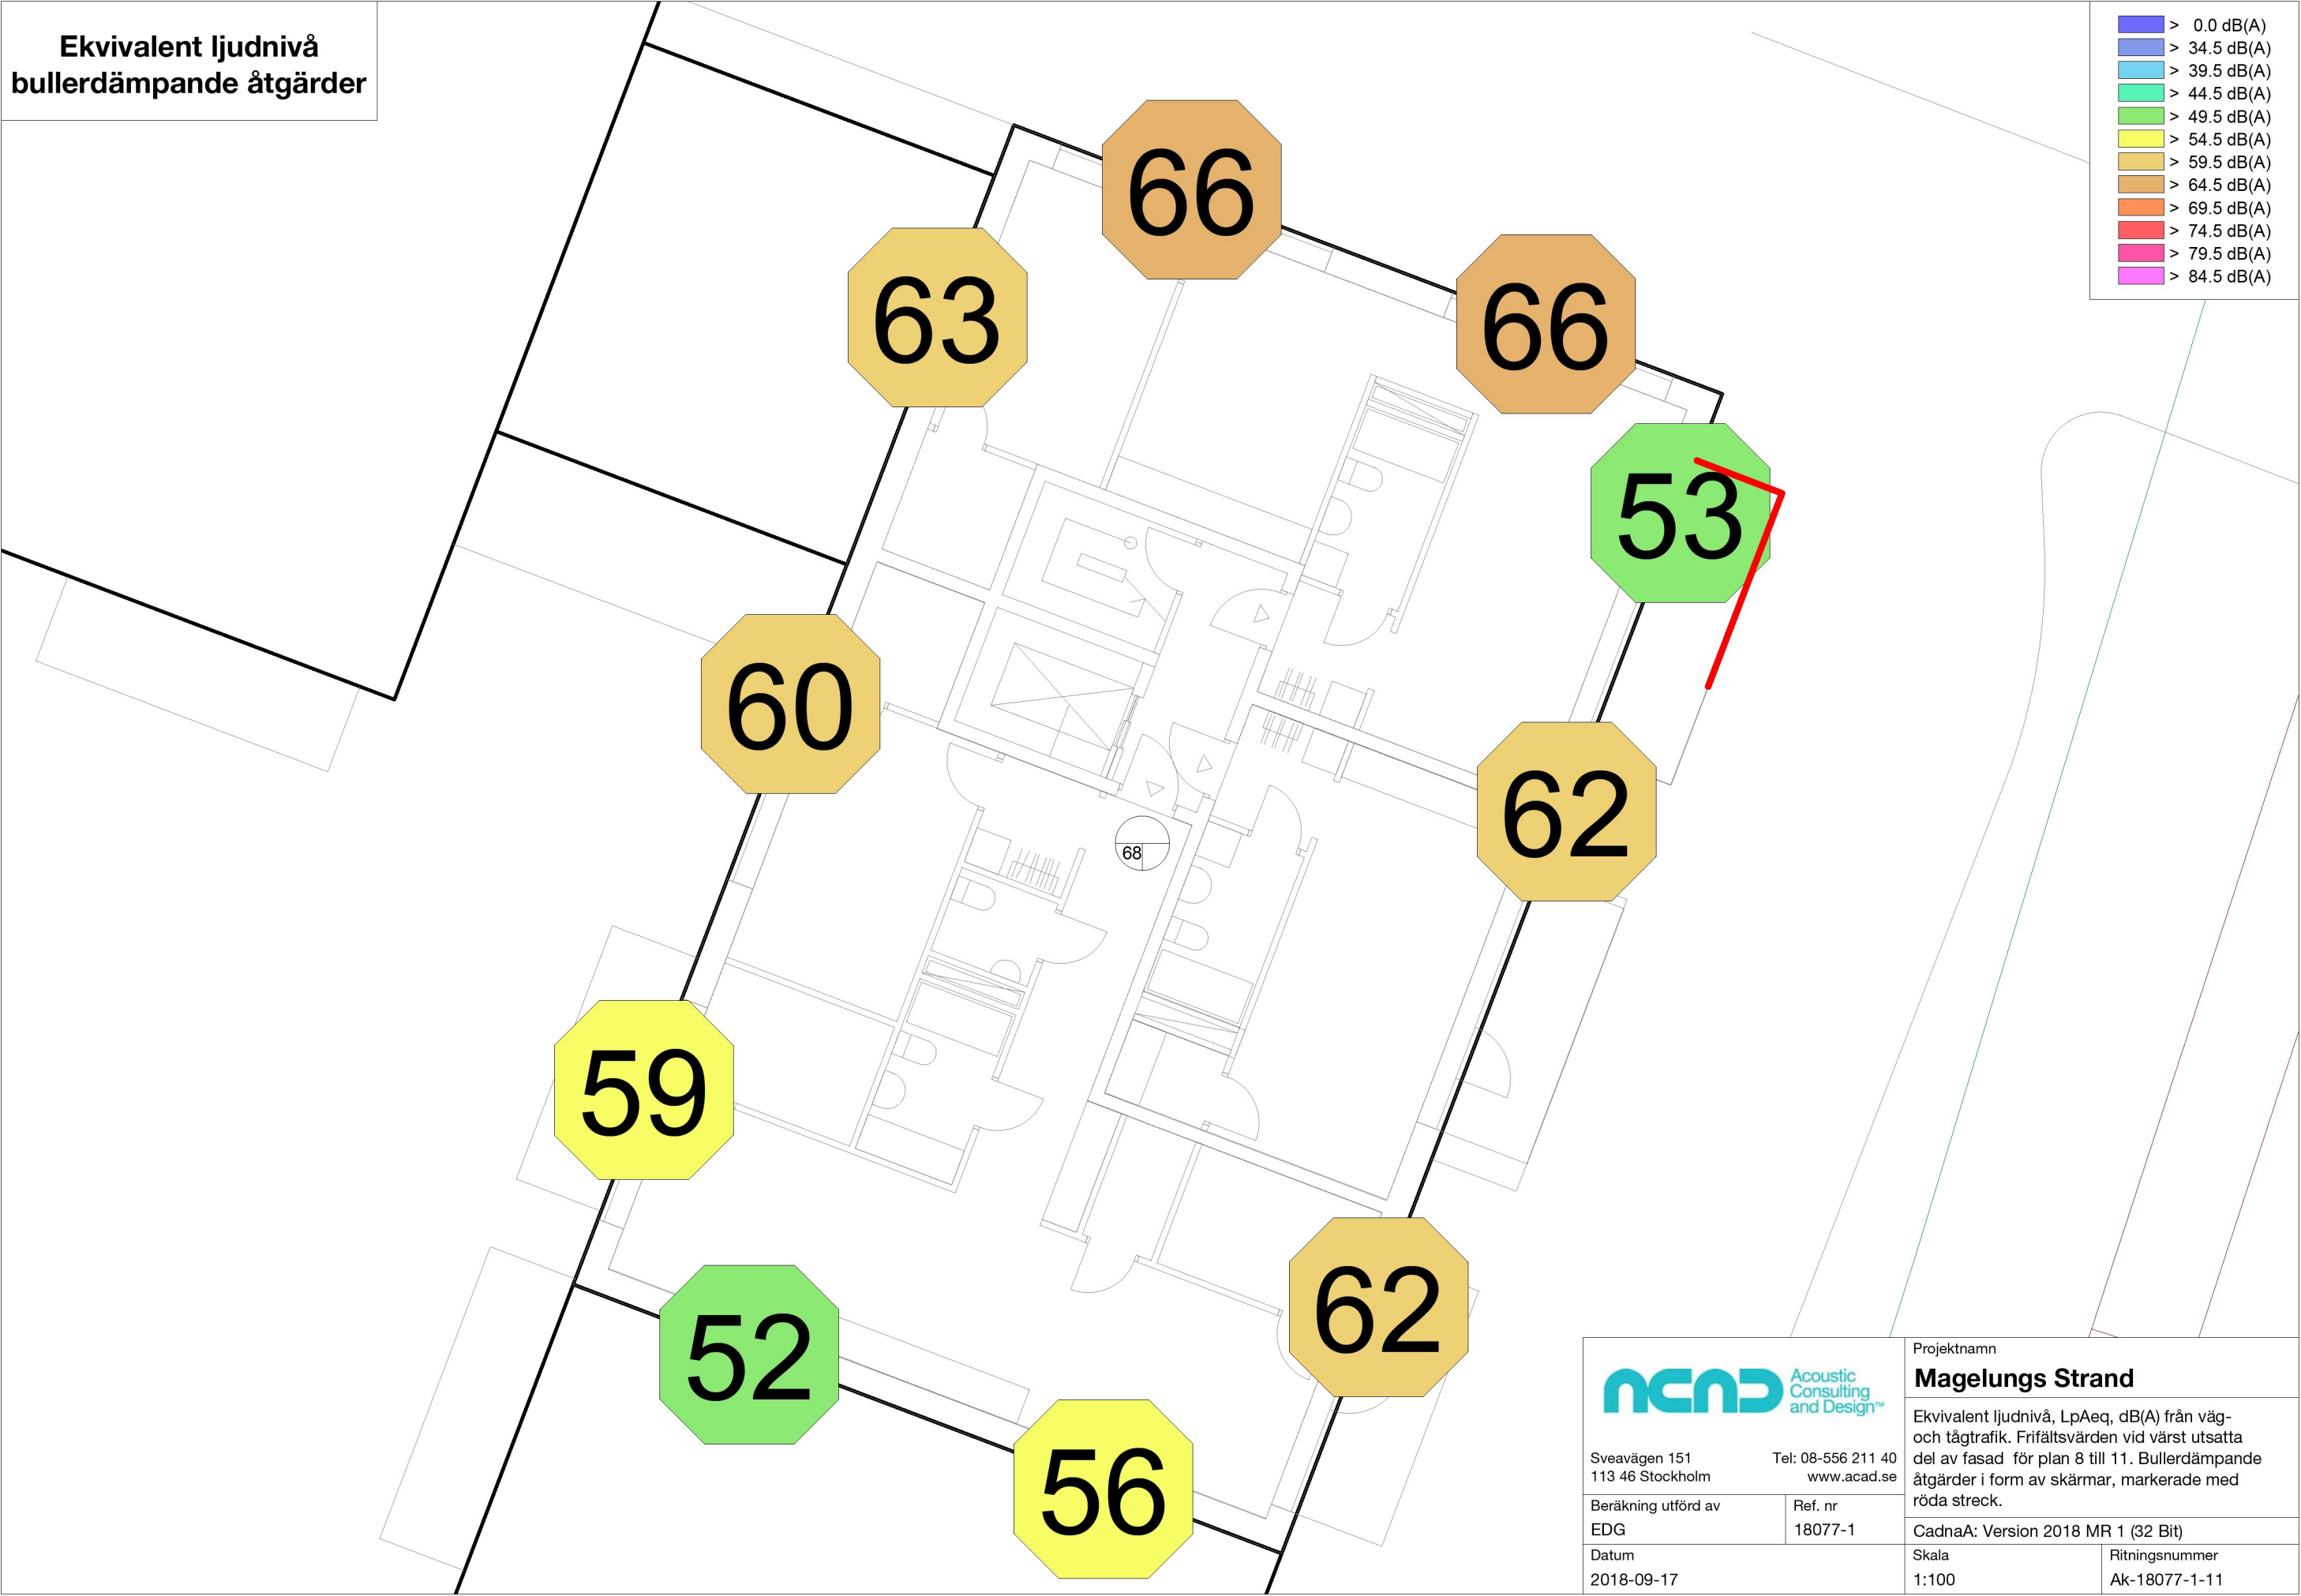 Ekvivalent ljudnivå
bullerdämpande åtgärder
> 0.0 dB(A)
> 34.5 dB(A)
> 39.5 dB(A)
> 44.5 dB(A)
> 49.5 dB(A)
> 54.5 dB(A)
> 59.5 dB(A)
> 64.5 dB(A)
> 69.5 dB(A)
> 74.5 dB(A)
> 79.5 dB(A)
> 84.5 dB(A)
66
63
66
53
60
62
68
59
62
52
56
acad
Acoustic
Consulting
and Design™
Sveavägen 151
113 46 Stockholm
Tel: 08-556 211 40
www.acad.se
Beräkning utförd av
EDG
Ref. nr
18077-1
Datum
2018-09-17
Projektnamn
Magelungs Strand
Ekvivalent ljudnivå, LpAeq, dB(A) från väg-
och tågtrafik. Frifältsvärden vid värst utsatta
del av fasad för plan 8 till 11. Bullerdämpande
åtgärder i form av skärmar, markerade med
röda streck.
CadnaA: Version 2018 MR 1 (32 Bit)
Skala
1:100
Ritningsnummer
Ak-18077-1-11